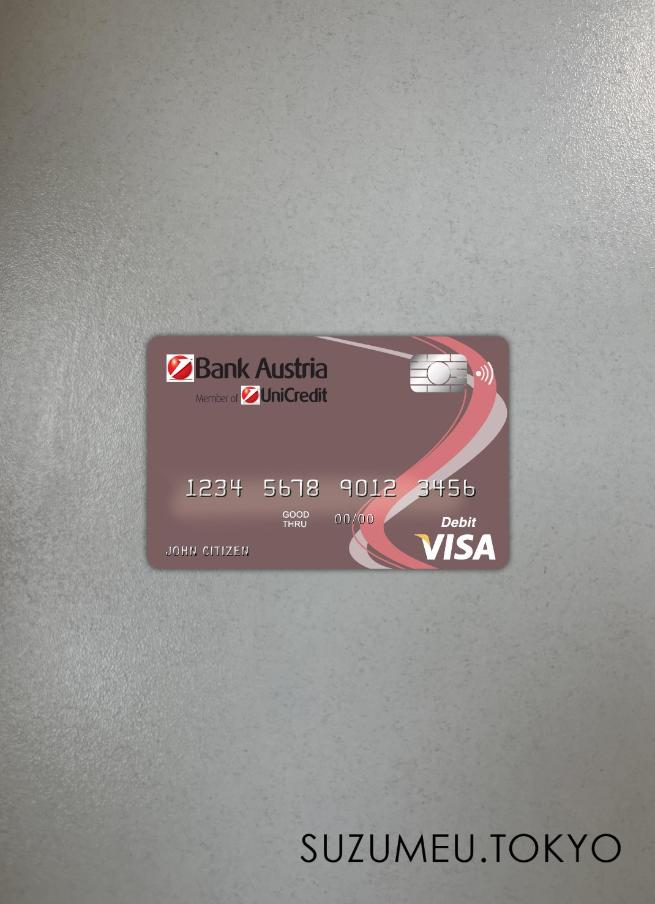 Bank Austria
Member of UniCredit
1234 5678 9012 3456
GOOD
THRU
00/00
Debit
VISA
JOHN CITIZEN
SUZUMEU.TOKYO